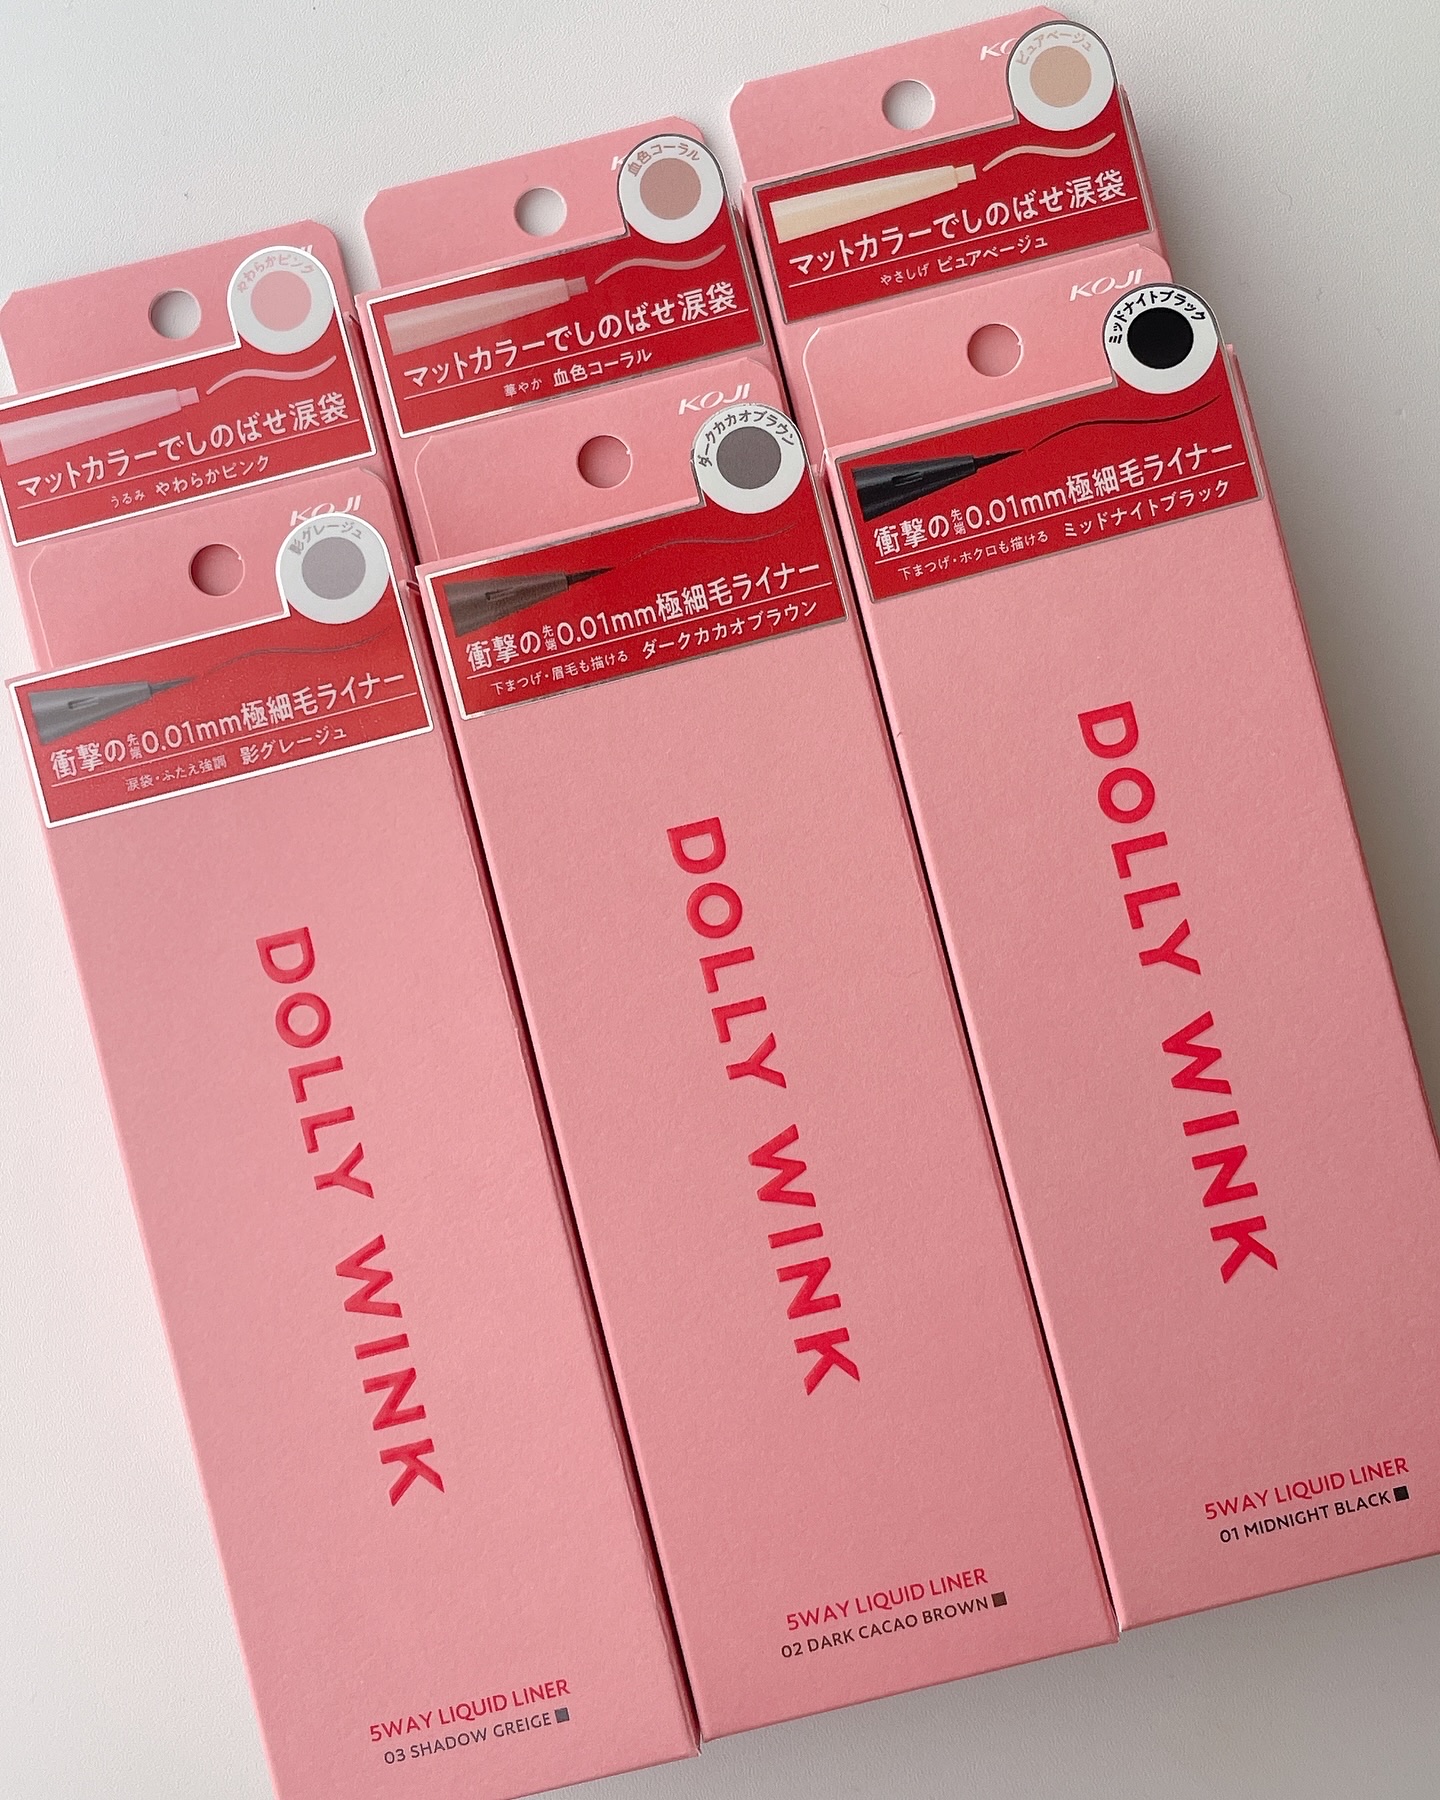 やわらかピンク
マットカラーでしのばせ涙袋
うるみ やわらかピンク
血色コーラル
マットカラーでしのばせ涙袋
華やか 血色コーラル
ピュアベージュ
マットカラーでしのばせ涙袋
やさしげ ピュアベージュ
KOJI
影グレージュ
衝撃の先端0.01mm極細毛ライナー
涙袋・ふたえ強調 影グレージュ
DOLLY WINK
5WAY LIQUID LINER
03 SHADOW GREIGE
KOJI
ダークカカオブラウン
衝撃の先端0.01mm極細毛ライナー
下まつげ・眉毛も描ける ダークカカオブラウン
DOLLY WINK
5WAY LIQUID LINER
02 DARK CACAO BROWN
KOJI
ミッドナイトブラック
衝撃の先端0.01mm極細毛ライナー
下まつげ・ホクロも描ける ミッドナイトブラック
DOLLY WINK
5WAY LIQUID LINER
01 MIDNIGHT BLACK